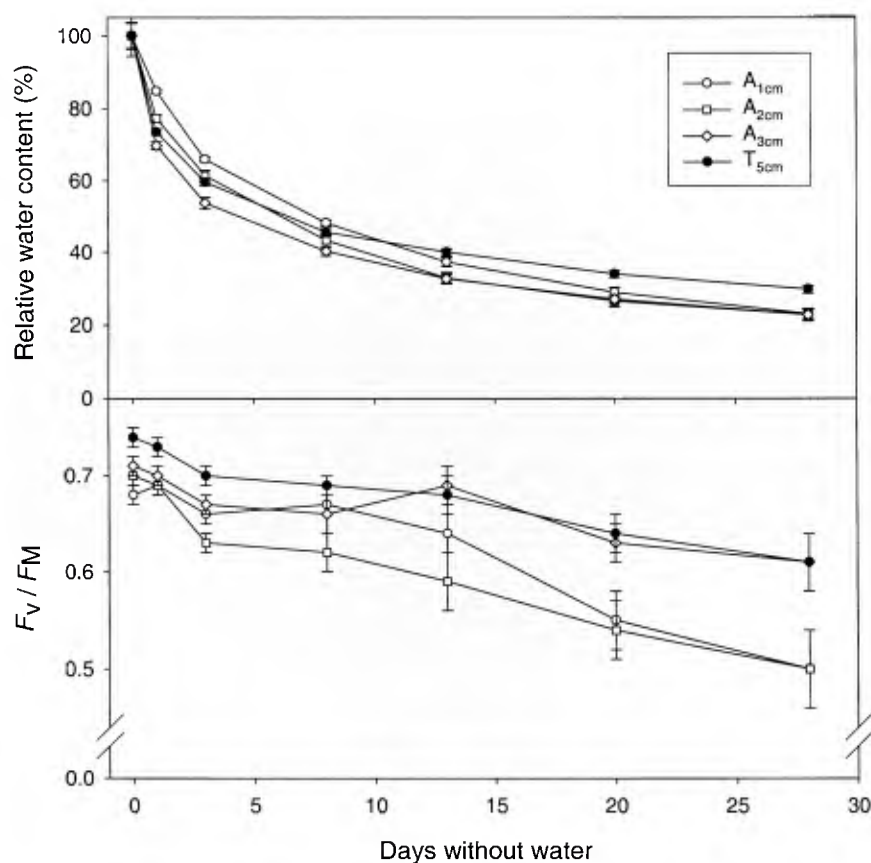 Relative water content (%)
100
80
60
40
20
0
A1cm
A2cm
A3cm
T5cm
Fv / FM
0.7
0.6
0.5
0.0
0 5 10 15 20 25 30
Days without water